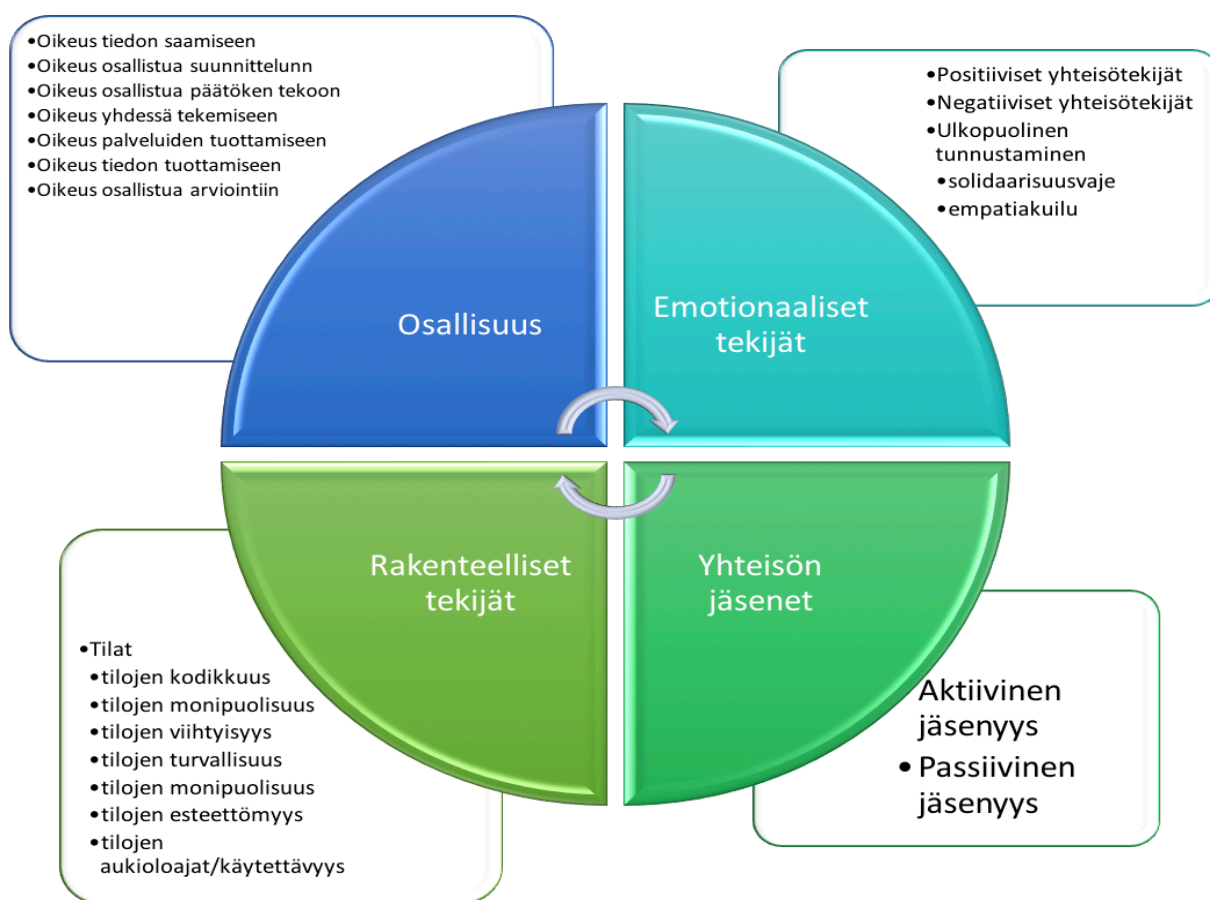 •Oikeus tiedon saamiseen
•Oikeus osallistua suunnittelunn
•Oikeus osallistua päätöken tekoon
•Oikeus yhdessä tekemiseen
•Oikeus palveluiden tuottamiseen
•Oikeus tiedon tuottamiseen
•Oikeus osallistua arviointiin
•Positiiviset yhteisötekijät
•Negatiiviset yhteisötekijät
•Ulkopuolinen
tunnustaminen
•solidaarisuusvaje
•empatiakuilu
Osallisuus
Emotionaaliset
tekijät
Rakenteelliset
tekijät
Yhteisön
jäsenet
•Tilat
•tilojen kodikkuus
•tilojen monipuolisuus
•tilojen viihtyisyys
•tilojen turvallisuus
•tilojen monipuolisuus
•tilojen esteettömyys
•tilojen
aukioloajat/käytettävyys
Aktiivinen
jäsenyys
•Passiivinen
jäsenyys